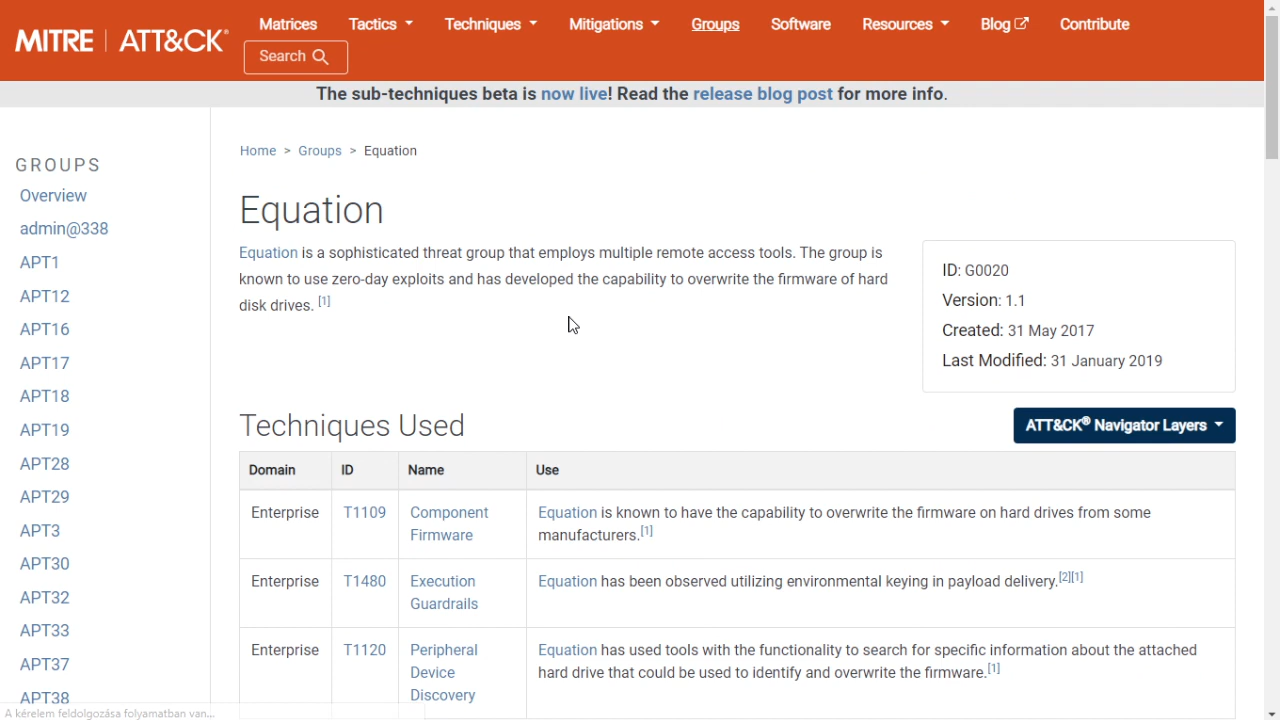 MITRE | ATT&CK®
Matrices Tactics Techniques Mitigations Groups Software Resources Blog Contribute
Search
The sub-techniques beta is now live! Read the release blog post for more info.
GROUPS
Overview
admin@338
APT1
APT12
APT16
APT17
APT18
APT19
APT28
APT29
APT3
APT30
APT32
APT33
APT37
APT38
Home > Groups > Equation
Equation
Equation is a sophisticated threat group that employs multiple remote access tools. The group is
known to use zero-day exploits and has developed the capability to overwrite the firmware of hard
disk drives. [1]
ID: G0020
Version: 1.1
Created: 31 May 2017
Last Modified: 31 January 2019
Techniques Used
ATT&CK® Navigator Layers
Domain ID Name Use
Enterprise T1109 Component Equation is known to have the capability to overwrite the firmware on hard drives from some
Firmware manufacturers.[1]
Enterprise T1480 Execution Equation has been observed utilizing environmental keying in payload delivery.[2][1]
Guardrails
Enterprise T1120 Peripheral Equation has used tools with the functionality to search for specific information about the attached
Device hard drive that could be used to identify and overwrite the firmware.[1]
Discovery
A kérelem feldolgozása folyamatban van...